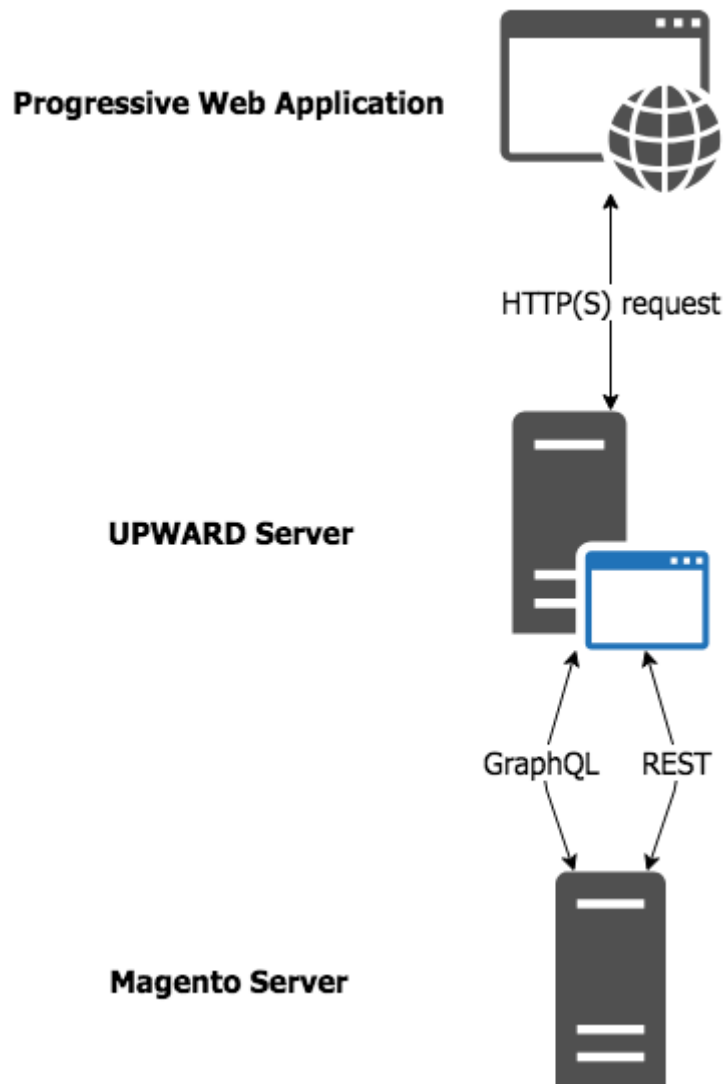 Progressive Web Application
HTTP(S) request
UPWARD Server
GraphQL REST
Magento Server